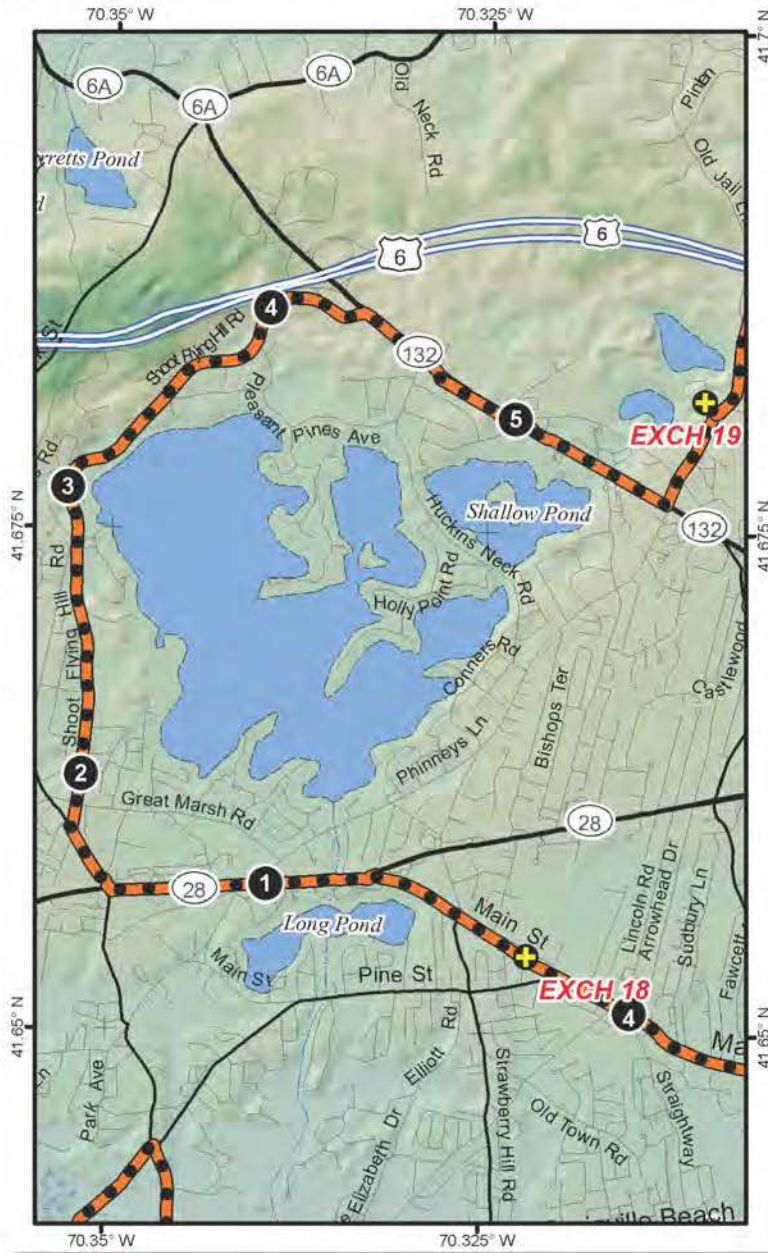 70.35° W
70.325° W
41.7° N
6A
6A
6A
Old
Neck Rd
Old Jail Ln
rretts Pond
d
6
6
St
Shoot Flying Hill Rd
4
132
5
EXCH 19
Pleasant
Pines Ave
s Rd
3
41.675° N
41.675° N
Shallow Pond
132
Huckins Neck Rd
Holly Point Rd
Shoot Flying Hill Rd
Conners Rd
Castlewood
Bishops Ter
Phinneys Ln
2
Great Marsh Rd
28
28
1
Long Pond
Main St
Lincoln Rd
Arrowhead Dr
Sudbury Ln
Fawcett
Main St
Pine St
EXCH 18
4
41.65° N
41.65° N
Ln
Park Ave
Elliott Rd
Strawberry Hill Rd
Old Town Rd
Straightway
e Elizabeth Dr
Beach
70.35° W
70.325° W